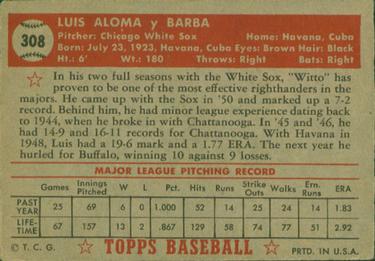 308
LUIS ALOMA y BARBA
Pitcher: Chicago White Sox Home: Havana, Cuba
Born: July 23, 1923, Havana, Cuba Eyes: Brown Hair: Black
Ht.: 6' Wt.: 180 Throws: Right Bats: Right
In his two full seasons with the White Sox, "Witto" has
proven to be one of the most effective righthanders in the
majors. He came up with the Sox in '50 and marked up a 7-2
record. Behind him, he had minor league experience dating back
to 1944, when he broke in with Chattanooga. In '45 and '46, he
had 14-9 and 16-11 records for Chattanooga. With Havana in
1948, Luis had a 19-6 mark and a 1.77 ERA. The next year he
hurled for Buffalo, winning 10 against 9 losses.
MAJOR LEAGUE PITCHING RECORD
Games Innings Pitched W L Pct. Hits Runs Strike Outs Walks Ern. Runs ERA
PAST YEAR 25 69 6 0 1.000 52 14 25 24 14 1.83
LIFE-TIME 67 157 13 2 .867 129 58 74 77 51 2.92
© T. C. G. TOPPS BASEBALL PRTD. IN U.S.A.